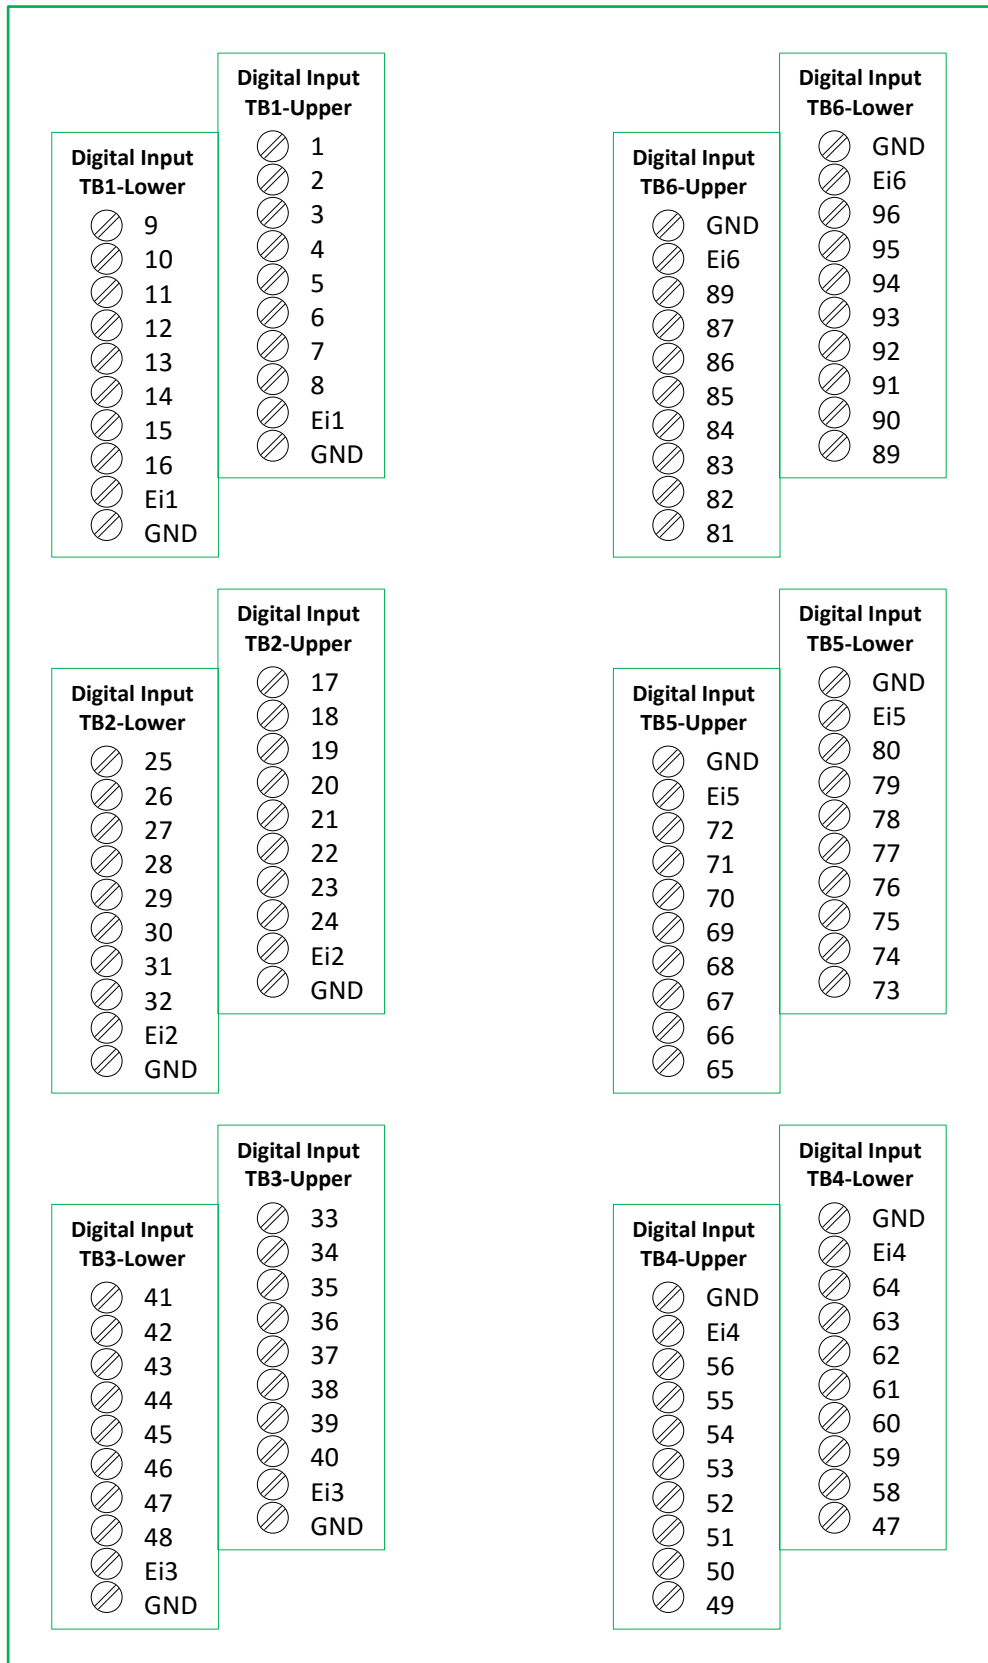 Digital Input
TB1-Upper
1
2
3
4
5
6
7
8
Ei1
GND
Digital Input
TB1-Lower
9
10
11
12
13
14
15
16
Ei1
GND
Digital Input
TB6-Lower
GND
Ei6
96
95
94
93
92
91
90
89
Digital Input
TB6-Upper
GND
Ei6
89
87
86
85
84
83
82
81
Digital Input
TB2-Upper
17
18
19
20
21
22
23
24
Ei2
GND
Digital Input
TB2-Lower
25
26
27
28
29
30
31
32
Ei2
GND
Digital Input
TB5-Lower
GND
Ei5
80
79
78
77
76
75
74
73
Digital Input
TB5-Upper
GND
Ei5
72
71
70
69
68
67
66
65
Digital Input
TB3-Upper
33
34
35
36
37
38
39
40
Ei3
GND
Digital Input
TB3-Lower
41
42
43
44
45
46
47
48
Ei3
GND
Digital Input
TB4-Lower
GND
Ei4
64
63
62
61
60
59
58
47
Digital Input
TB4-Upper
GND
Ei4
56
55
54
53
52
51
50
49